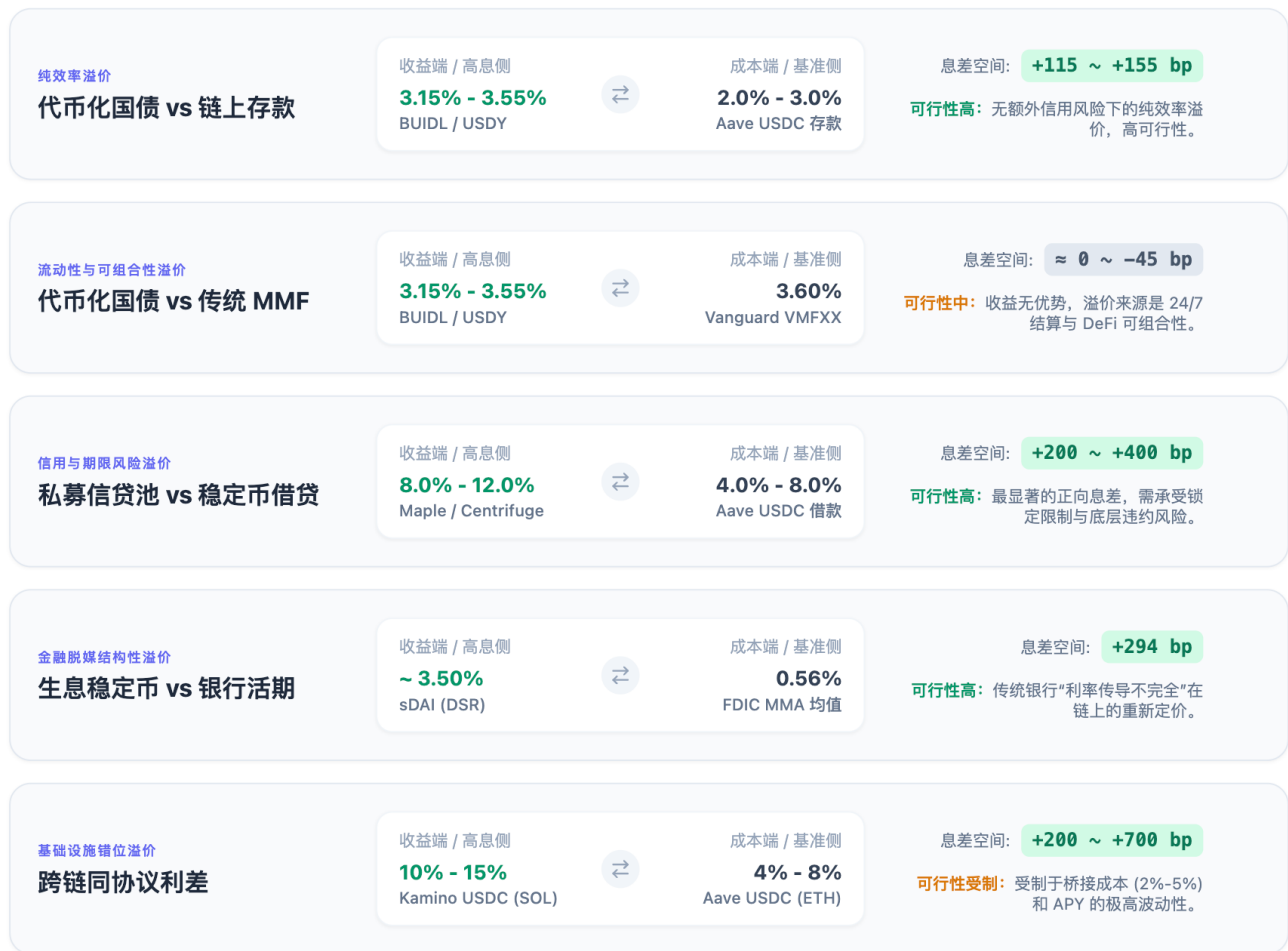 纯效率溢价
代币化国债 vs 链上存款
收益端 / 高息侧
3.15% - 3.55%
BUIDL / USDY
成本端 / 基准侧
2.0% - 3.0%
Aave USDC 存款
息差空间: +115 ~ +155 bp
可行性高：无额外信用风险下的纯效率溢
价，高可行性。
流动性与可组合性溢价
代币化国债 vs 传统 MMF
收益端 / 高息侧
3.15% - 3.55%
BUIDL / USDY
成本端 / 基准侧
3.60%
Vanguard VMFXX
息差空间: ≈ 0 ~ −45 bp
可行性中：收益无优势，溢价来源是 24/7
结算与 DeFi 可组合性。
信用与期限风险溢价
私募信贷池 vs 稳定币借贷
收益端 / 高息侧
8.0% - 12.0%
Maple / Centrifuge
成本端 / 基准侧
4.0% - 8.0%
Aave USDC 借款
息差空间: +200 ~ +400 bp
可行性高：最显著的正向息差，需承受锁
定限制与底层违约风险。
金融脱媒结构性溢价
生息稳定币 vs 银行活期
收益端 / 高息侧
~ 3.50%
sDAI (DSR)
成本端 / 基准侧
0.56%
FDIC MMA 均值
息差空间: +294 bp
可行性高：传统银行“利率传导不完全”在
链上的重新定价。
基础设施错位溢价
跨链同协议利差
收益端 / 高息侧
10% - 15%
Kamino USDC (SOL)
成本端 / 基准侧
4% - 8%
Aave USDC (ETH)
息差空间: +200 ~ +700 bp
可行性受制：受制于桥接成本 (2%-5%)
和 APY 的极高波动性。